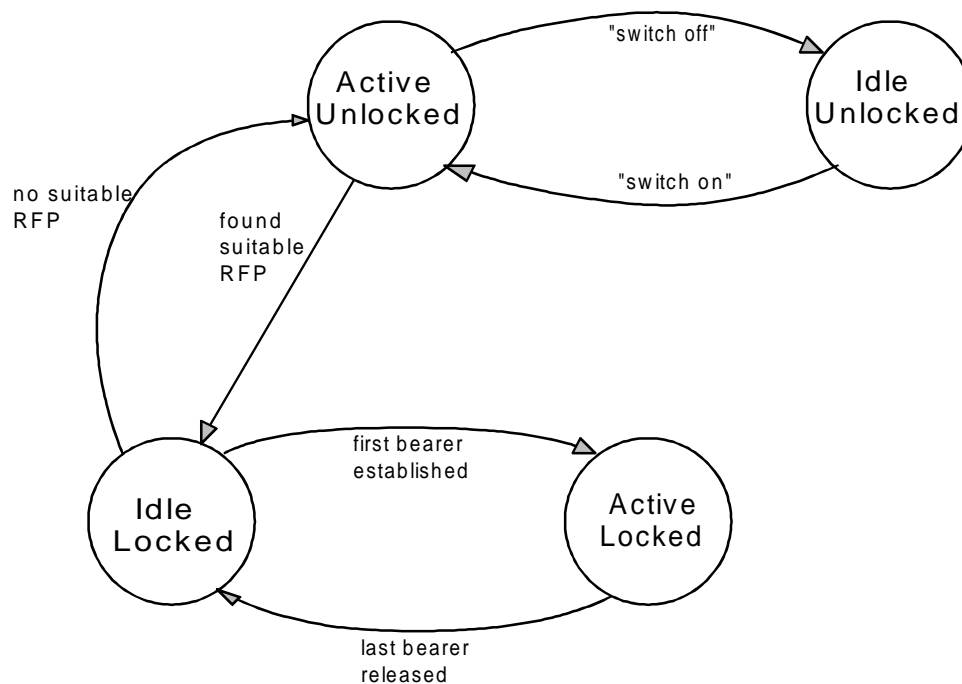 "switch off"
Active
Unlocked
Idle
Unlocked
"switch on"
no suitable
RFP
found
suitable
RFP
first bearer
established
Idle
Locked
Active
Locked
last bearer
released